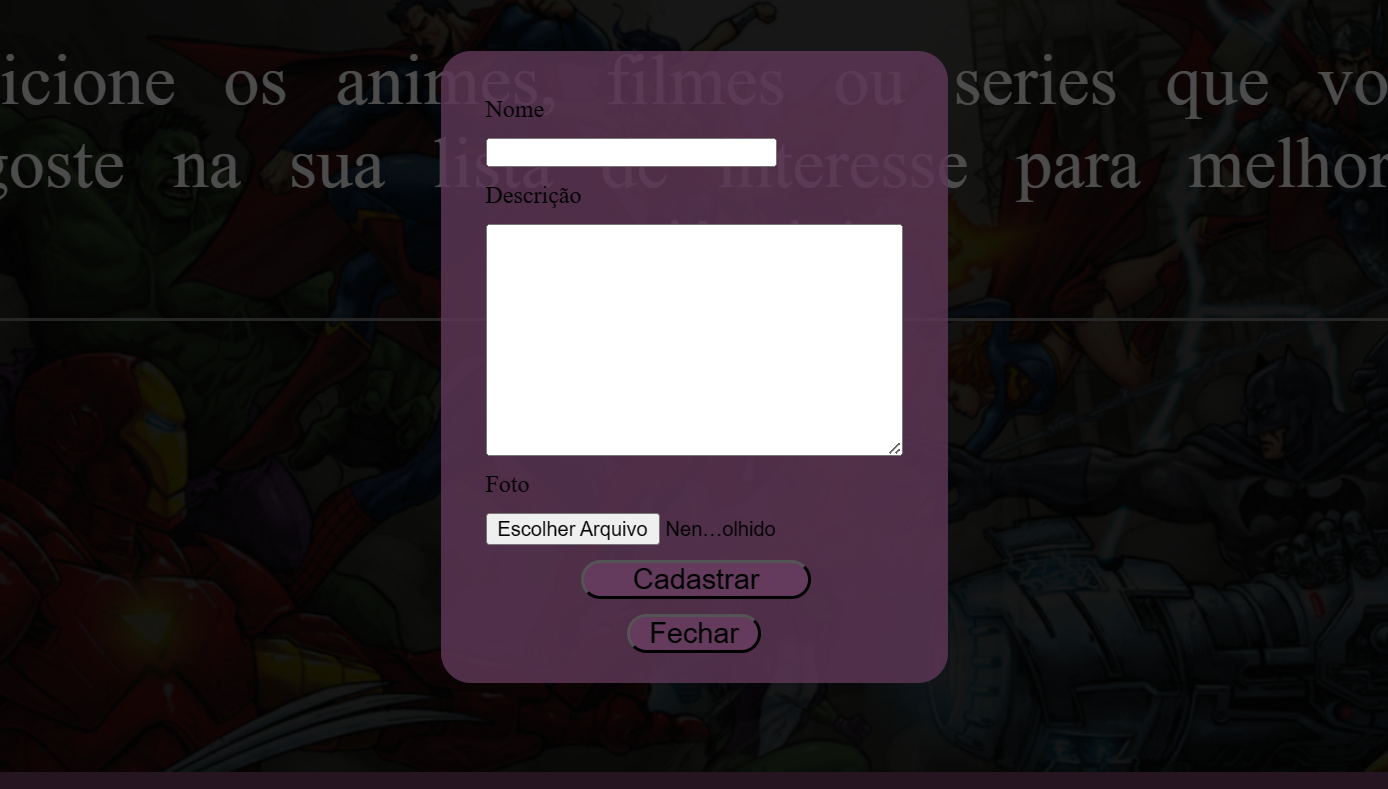 icione os animes, filmes ou series que vo
goste na sua lista de interesse para melhor
Nome
Descrição
Foto
Escolher Arquivo Nen…olhido
Cadastrar
Fechar